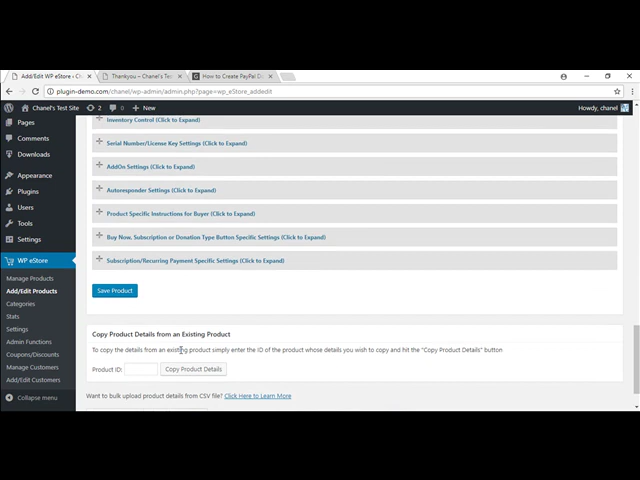 Add/Edit WP eStore ‹ Ch
Thankyou – Chanel's Test
How to Create PayPal D
plugin-demo.com/chanel/wp-admin/admin.php?page=wp_eStore_addedit
Chanel's Test Site 2 0 + New Howdy, chanel
Pages
Comments
Downloads
Appearance
Plugins
Users
Tools
Settings
WP eStore
Manage Products
Add/Edit Products
Categories
Stats
Settings
Admin Functions
Coupons/Discounts
Manage Customers
Add/Edit Customers
Collapse menu
Inventory Control (Click to Expand)
Serial Number/License Key Settings (Click to Expand)
AddOn Settings (Click to Expand)
Autoresponder Settings (Click to Expand)
Product Specific Instructions for Buyer (Click to Expand)
Buy Now, Subscription or Donation Type Button Specific Settings (Click to Expand)
Subscription/Recurring Payment Specific Settings (Click to Expand)
Save Product
Copy Product Details from an Existing Product
To copy the details from an existing product simply enter the ID of the product whose details you wish to copy and hit the "Copy Product Details" button
Product ID: Copy Product Details
Want to bulk upload product details from CSV file? Click Here to Learn More